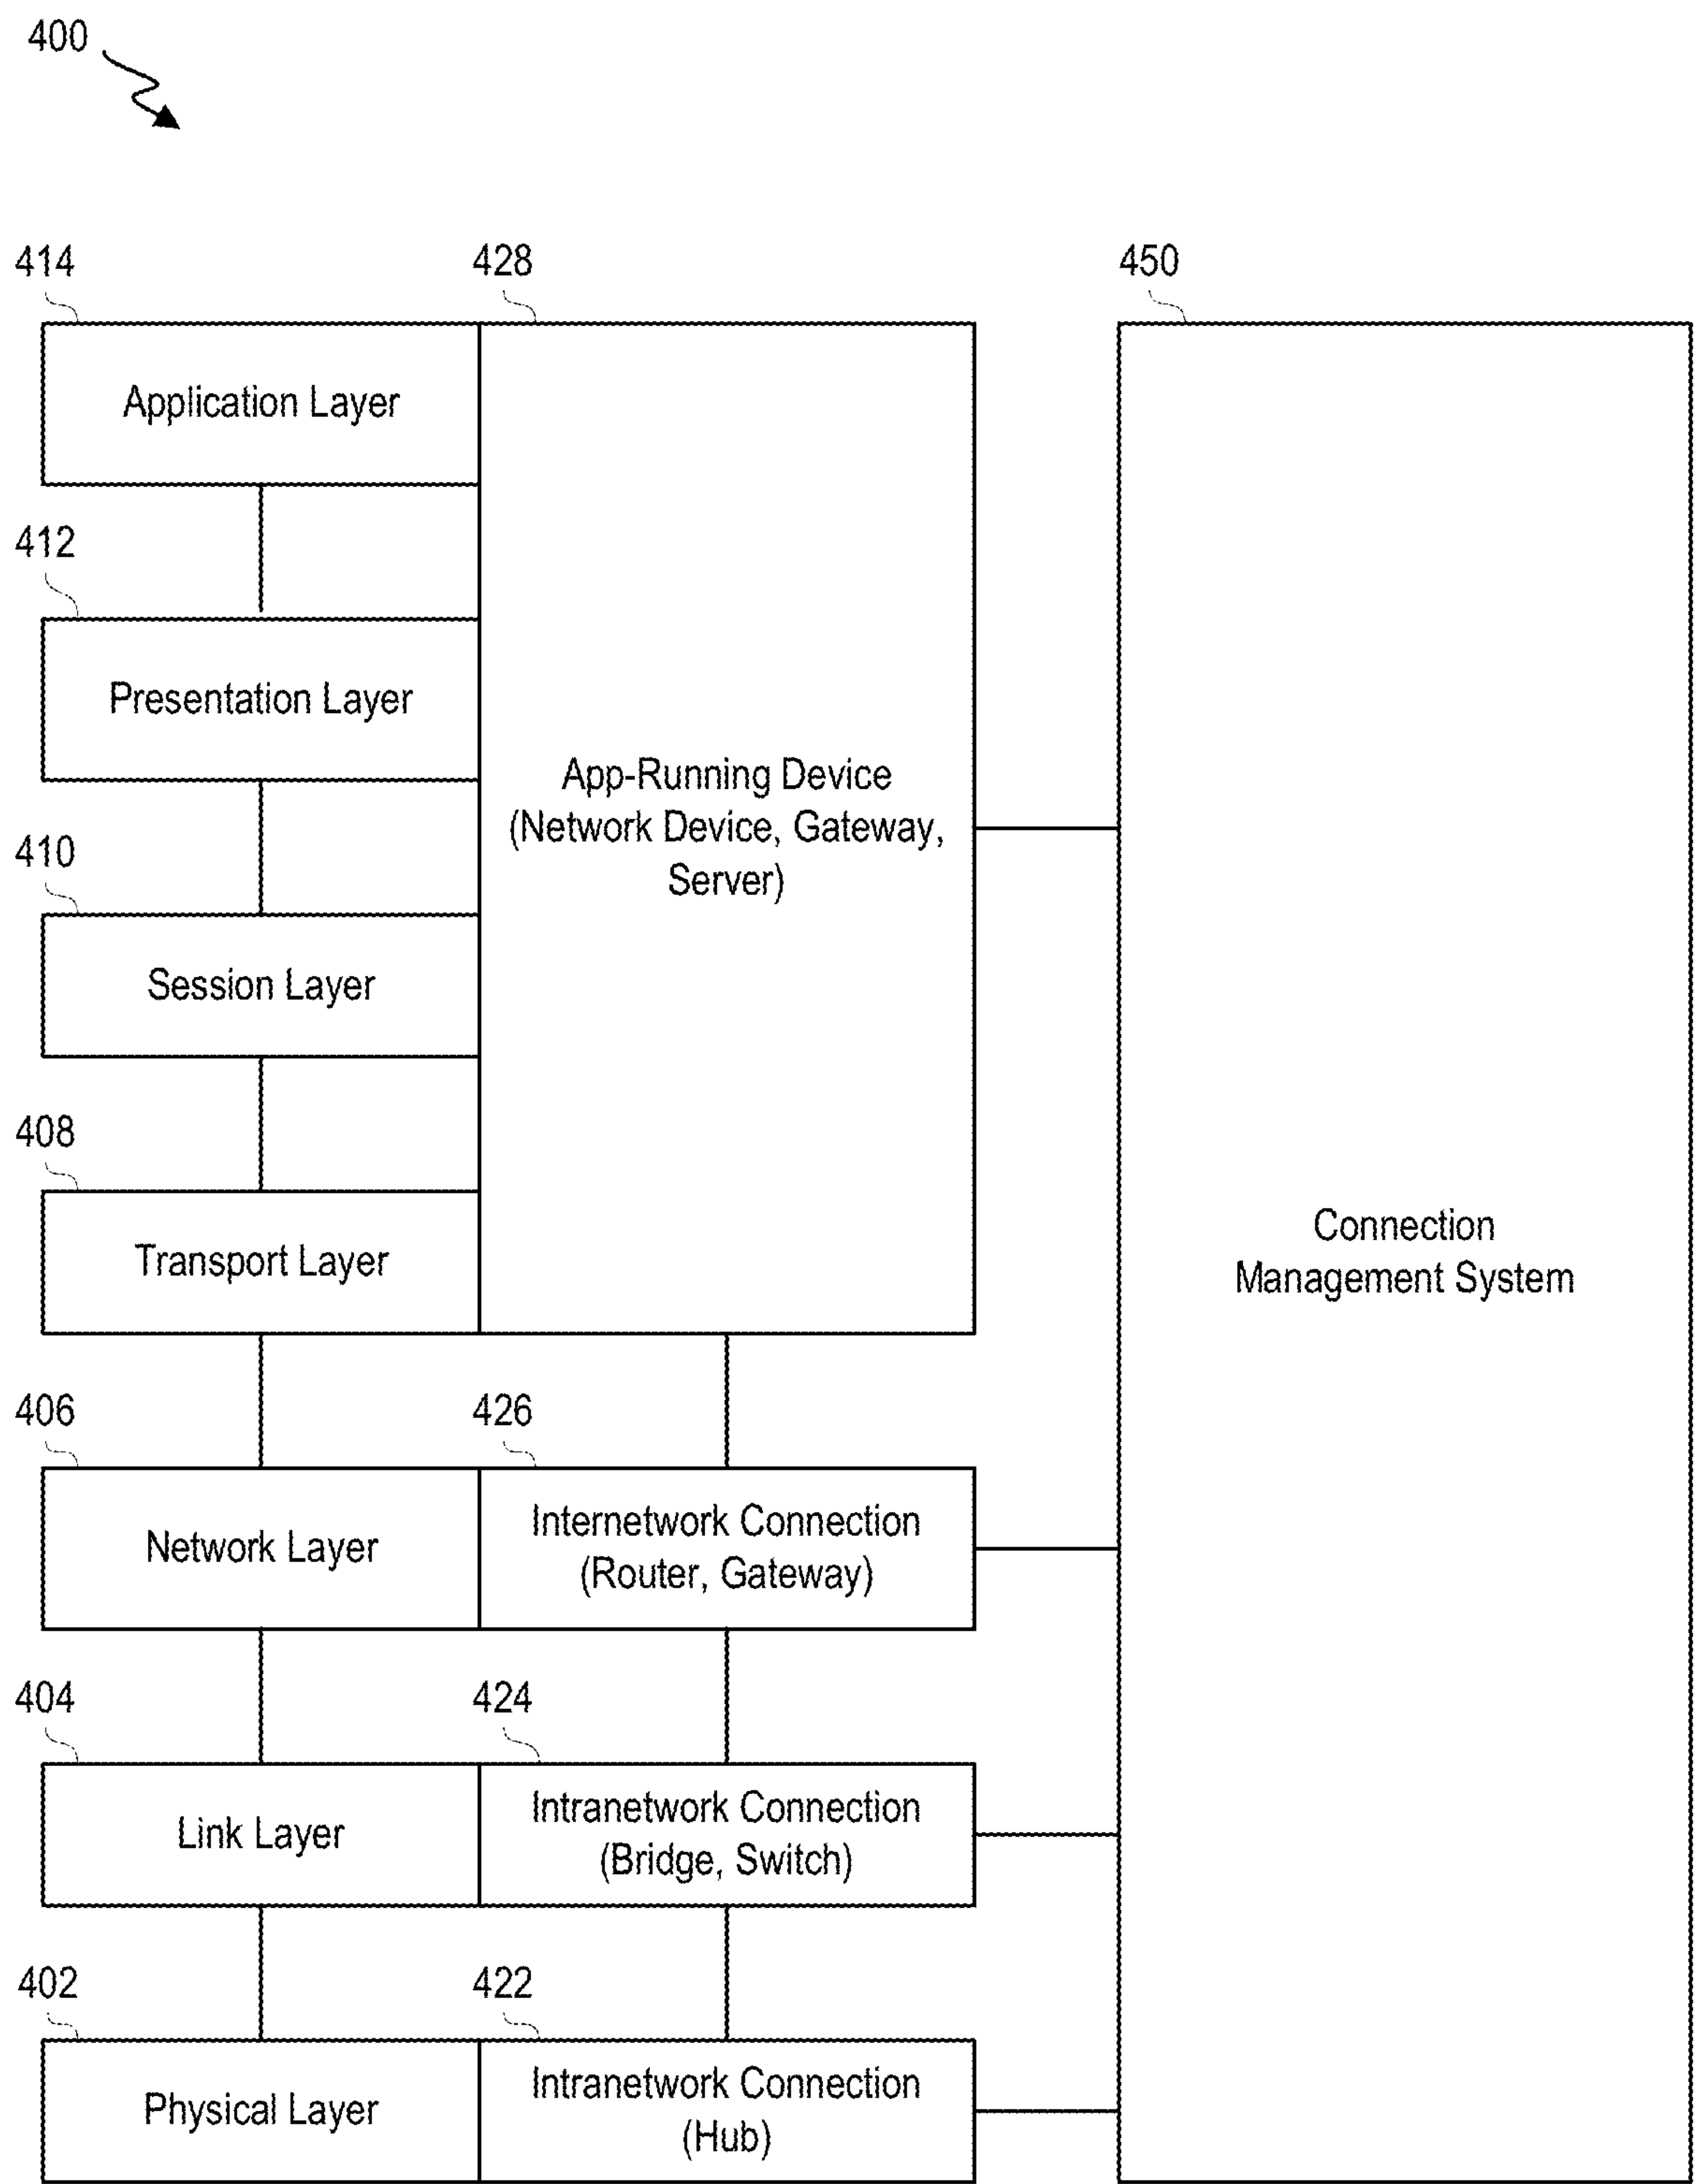 400
414
428
450
Application Layer
412
Presentation Layer
App-Running Device
(Network Device, Gateway,
Server)
410
Session Layer
408
Transport Layer
Connection
Management System
406
426
Network Layer
Internetwork Connection
(Router, Gateway)
404
424
Link Layer
Intranetwork Connection
(Bridge, Switch)
402
422
Physical Layer
Intranetwork Connection
(Hub)